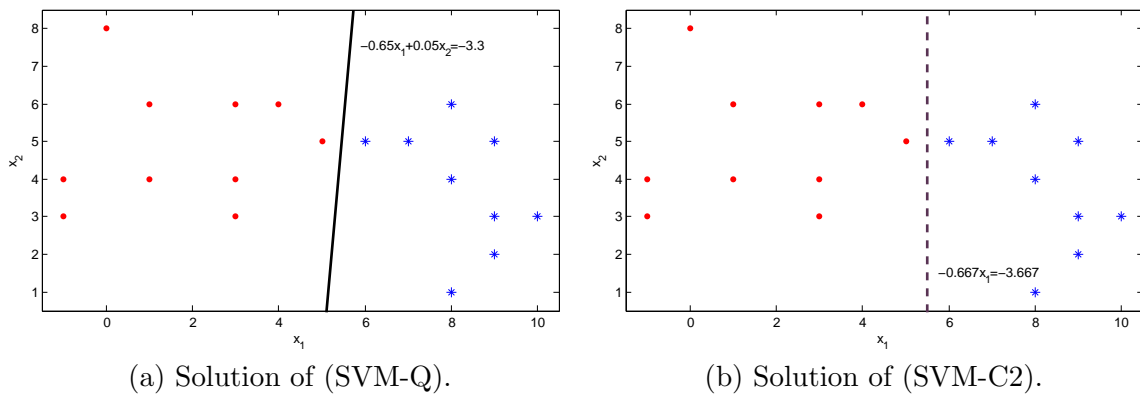 8
7
6
5
4
3
2
1
x₂
−0.65x₁+0.05x₂=−3.3
0 2 4 6 8 10
x₁
(a) Solution of (SVM-Q).
8
7
6
5
4
3
2
1
x₂
−0.667x₁=−3.667
0 2 4 6 8 10
x₁
(b) Solution of (SVM-C2).